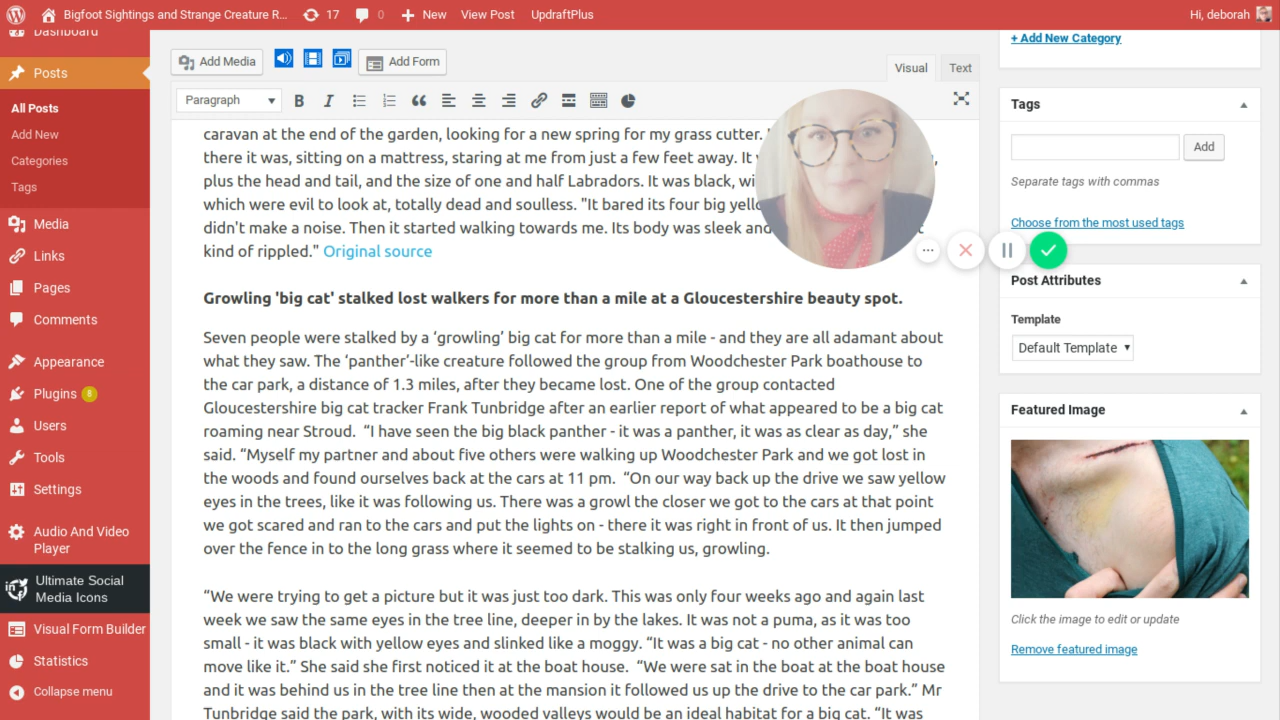 Bigfoot Sightings and Strange Creature R...
17
0
New
View Post
UpdraftPlus
Hi, deborah
Dashboard
Posts
All Posts
Add New
Categories
Tags
Media
Links
Pages
Comments
Appearance
Plugins 8
Users
Tools
Settings
Audio And Video
Player
Ultimate Social
Media Icons
Visual Form Builder
Statistics
Collapse menu
Add Media
Add Form
Visual
Text
Paragraph
B I
caravan at the end of the garden, looking for a new spring for my grass cutter.
there it was, sitting on a mattress, staring at me from just a few feet away. It
plus the head and tail, and the size of one and half Labradors. It was black,
which were evil to look at, totally dead and soulless. "It bared its four big
didn't make a noise. Then it started walking towards me. Its body was sleek and
kind of rippled." Original source
Growling 'big cat' stalked lost walkers for more than a mile at a Gloucestershire beauty spot.
Seven people were stalked by a ‘growling’ big cat for more than a mile - and they are all adamant about
what they saw. The ‘panther’-like creature followed the group from Woodchester Park boathouse to
the car park, a distance of 1.3 miles, after they became lost. One of the group contacted
Gloucestershire big cat tracker Frank Tunbridge after an earlier report of what appeared to be a big cat
roaming near Stroud. “I have seen the big black panther - it was a panther, it was as clear as day,” she
said. “Myself my partner and about five others were walking up Woodchester Park and we got lost in
the woods and found ourselves back at the cars at 11 pm. “On our way back up the drive we saw yellow
eyes in the trees, like it was following us. There was a growl the closer we got to the cars at that point
we got scared and ran to the cars and put the lights on - there it was right in front of us. It then jumped
over the fence in to the long grass where it seemed to be stalking us, growling.
“We were trying to get a picture but it was just too dark. This was only four weeks ago and again last
week we saw the same eyes in the tree line, deeper in by the lakes. It was not a puma, as it was too
small - it was black with yellow eyes and slinked like a moggy. “It was a big cat - no other animal can
move like it.” She said she first noticed it at the boat house. “We were sat in the boat at the boat house
and it was behind us in the tree line then at the mansion it followed us up the drive to the car park.” Mr
Tunbridge said the park, with its wide, wooded valleys would be an ideal habitat for a big cat. “It was
+ Add New Category
Tags
Add
Separate tags with commas
Choose from the most used tags
Post Attributes
Template
Default Template
Featured Image
Click the image to edit or update
Remove featured image